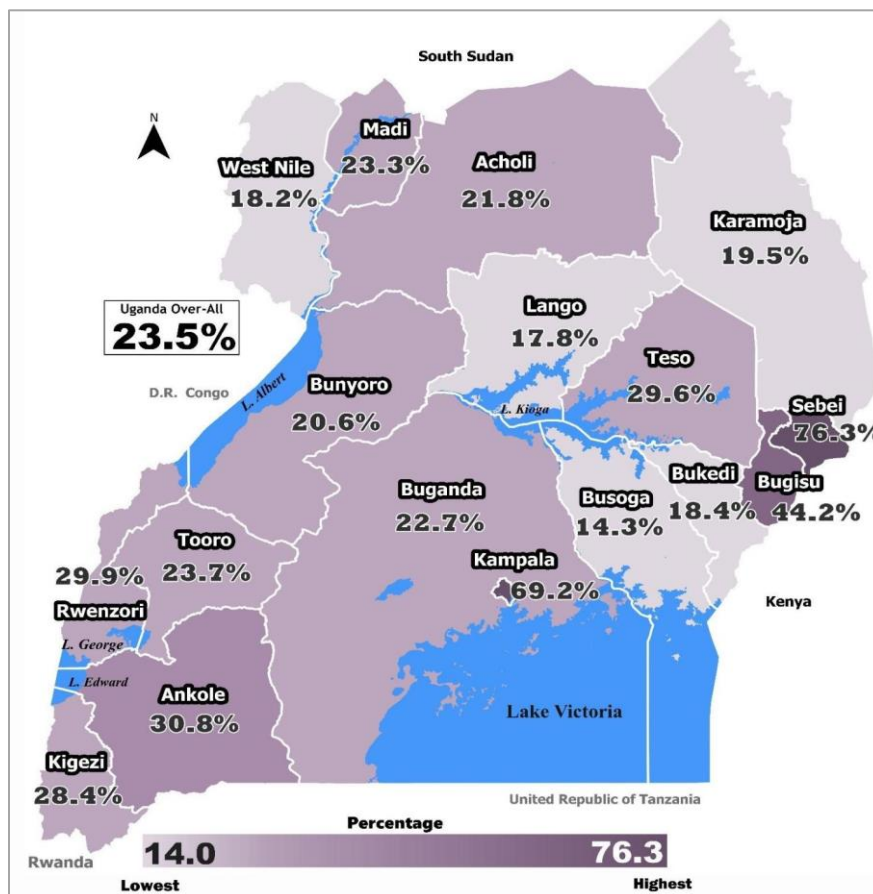 South Sudan
N
Madi
23.3%
West Nile
18.2%
Acholi
21.8%
Karamoja
19.5%
Uganda Over-All
23.5%
Lango
17.8%
D.R. Congo
L. Albert
Bunyoro
20.6%
Teso
29.6%
L. Kioga
Sebei
76.3%
Buganda
22.7%
Busoga
14.3%
Bukedi
18.4%
Bugisu
44.2%
Tooro
23.7%
Kampala
69.2%
29.9%
Rwenzori
Kenya
L. George
L. Edward
Ankole
30.8%
Lake Victoria
Kigezi
28.4%
United Republic of Tanzania
Percentage
Rwanda
14.0
76.3
Lowest
Highest